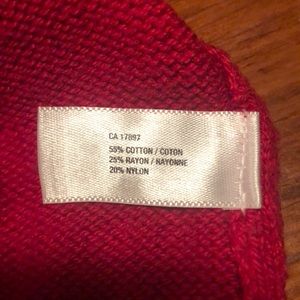 CA 17897
55% COTTON / COTON
25% RAYON / RAYONNE
20% NYLON